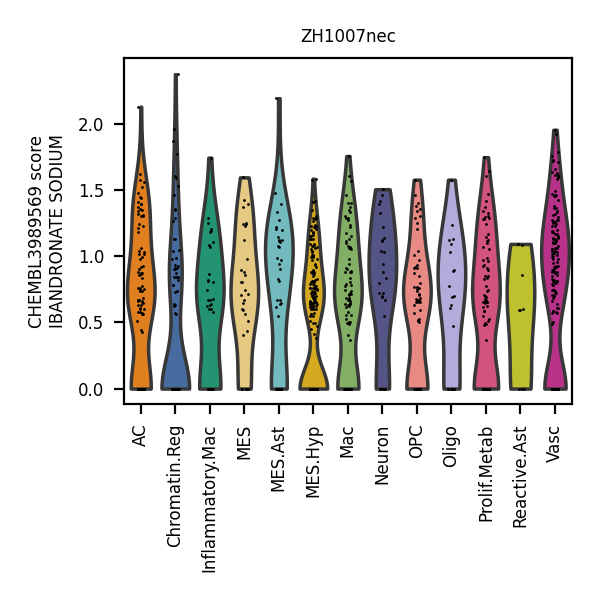 ZH1007nec
CHEMBL3989569 score
IBANDRONATE SODIUM
2.0
1.5
1.0
0.5
0.0
AC
Chromatin.Reg
Inflammatory.Mac
MES
MES.Ast
MES.Hyp
Mac
Neuron
OPC
Oligo
Prolif.Metab
Reactive.Ast
Vasc